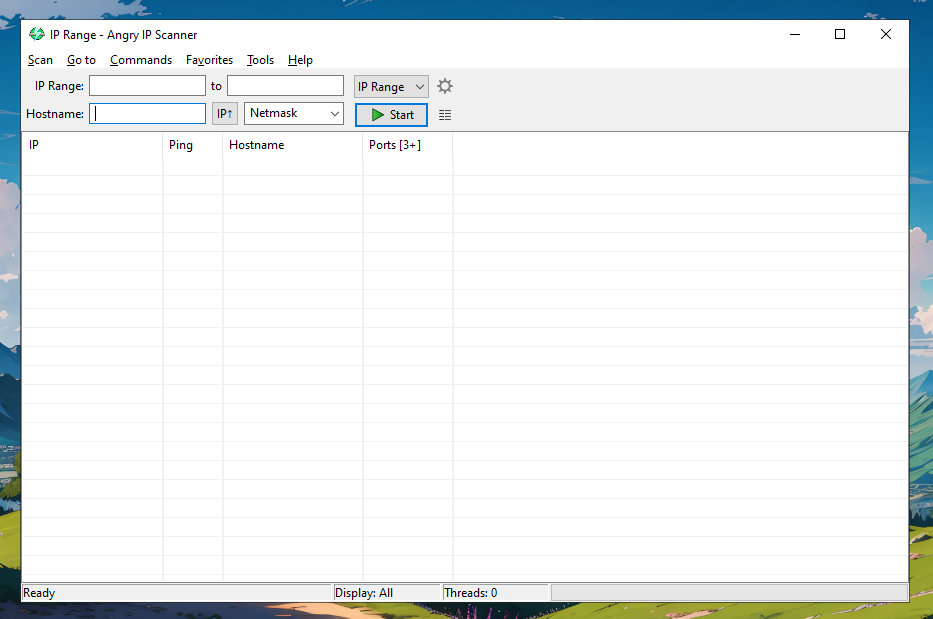 IP Range - Angry IP Scanner
Scan Go to Commands Favorites Tools Help
IP Range: to IP Range
Hostname: IP↑ Netmask Start
IP Ping Hostname Ports [3+]
Ready Display: All Threads: 0